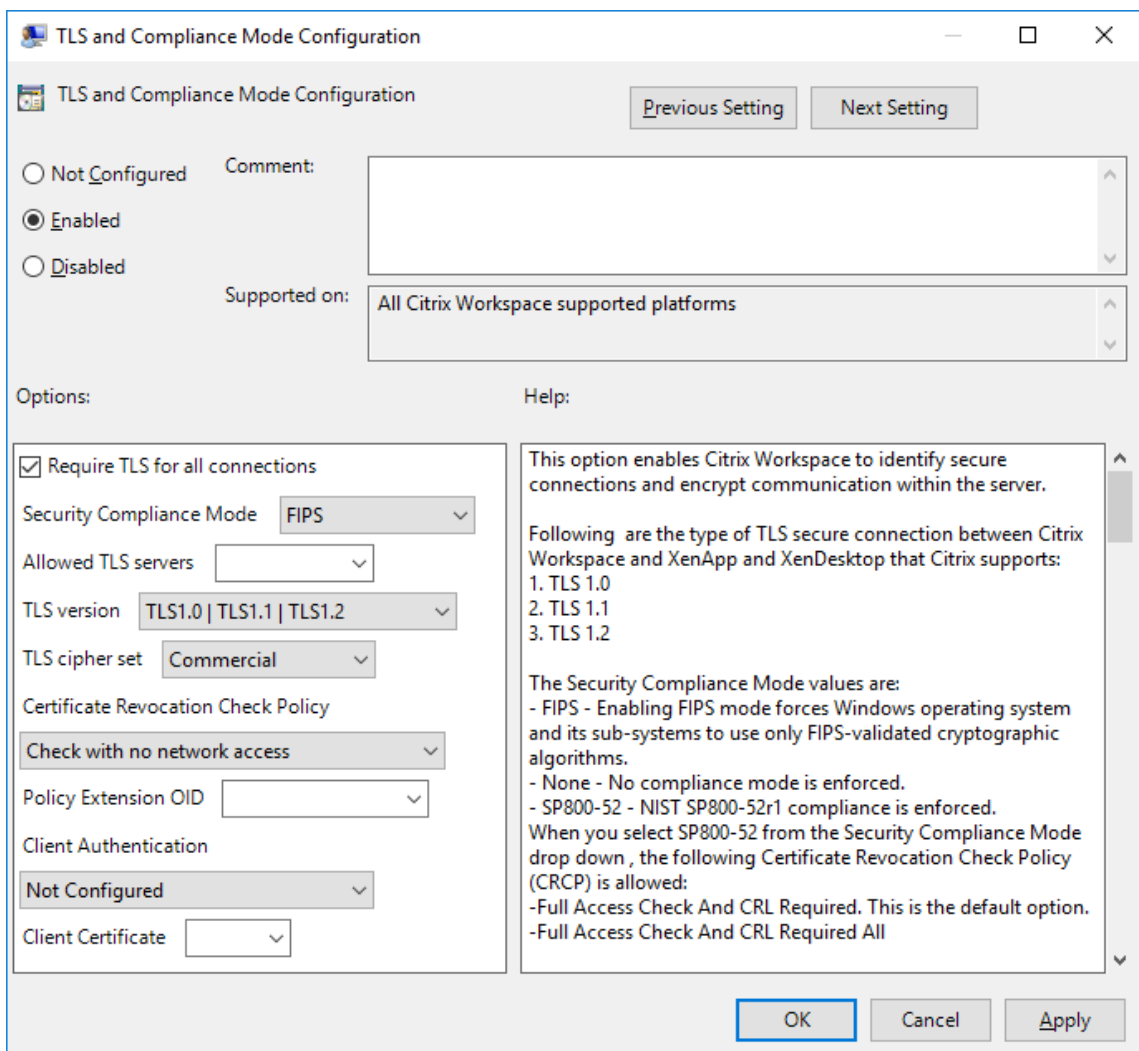 TLS and Compliance Mode Configuration
TLS and Compliance Mode Configuration
Previous Setting
Next Setting
Not Configured
Comment:
Enabled
Disabled
Supported on:
All Citrix Workspace supported platforms
Options:
Help:
Require TLS for all connections
Security Compliance Mode
FIPS
Allowed TLS servers
TLS version
TLS1.0 | TLS1.1 | TLS1.2
TLS cipher set
Commercial
Certificate Revocation Check Policy
Check with no network access
Policy Extension OID
Client Authentication
Not Configured
Client Certificate
This option enables Citrix Workspace to identify secure
connections and encrypt communication within the server.
Following  are the type of TLS secure connection between Citrix
Workspace and XenApp and XenDesktop that Citrix supports:
1. TLS 1.0
2. TLS 1.1
3. TLS 1.2
The Security Compliance Mode values are:
- FIPS - Enabling FIPS mode forces Windows operating system
and its sub-systems to use only FIPS-validated cryptographic
algorithms.
- None - No compliance mode is enforced.
- SP800-52 - NIST SP800-52r1 compliance is enforced.
When you select SP800-52 from the Security Compliance Mode
drop down , the following Certificate Revocation Check Policy
(CRCP) is allowed:
-Full Access Check And CRL Required. This is the default option.
-Full Access Check And CRL Required All
OK
Cancel
Apply